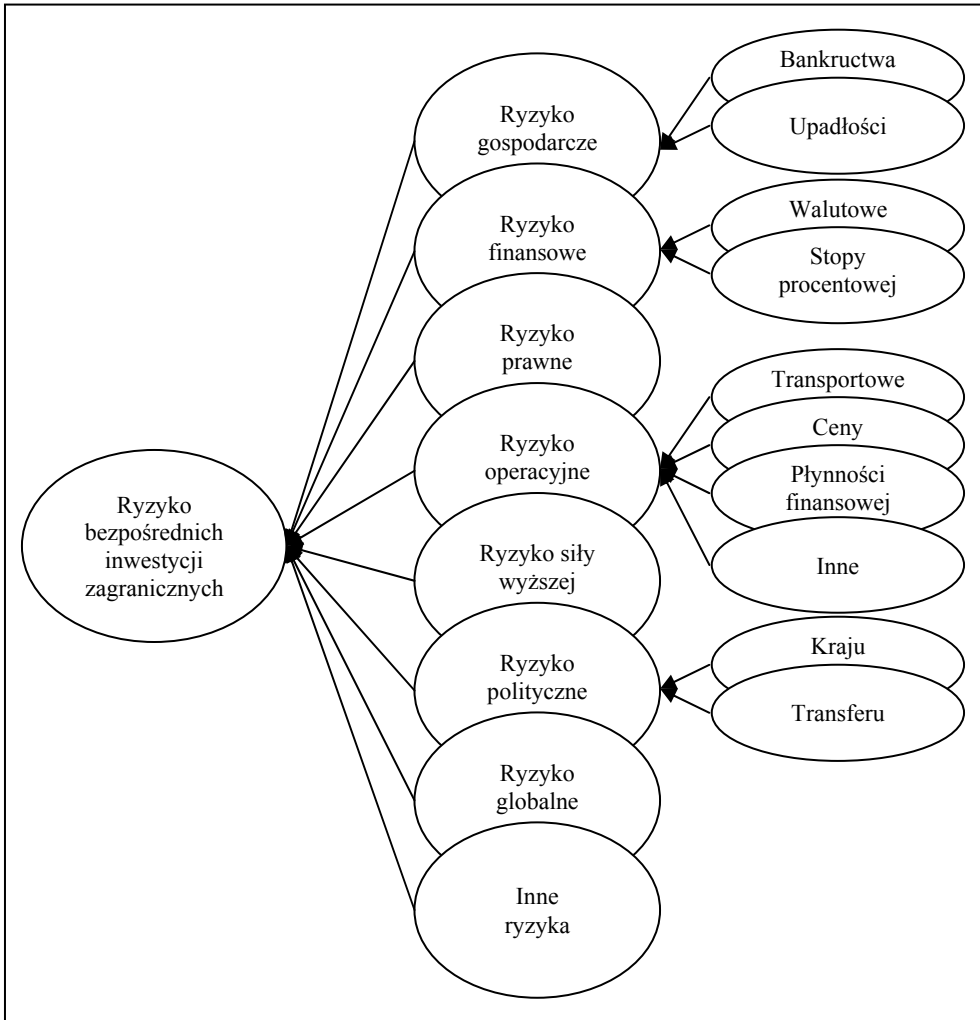 Ryzyko
bezpośrednich
inwestycji
zagranicznych
Ryzyko
gospodarcze
Ryzyko
finansowe
Ryzyko
prawne
Ryzyko
operacyjne
Ryzyko siły
wyższej
Ryzyko
polityczne
Ryzyko
globalne
Inne
ryzyka
Bankructwa
Upadłości
Walutowe
Stopy
procentowej
Transportowe
Ceny
Płynności
finansowej
Inne
Kraju
Transferu